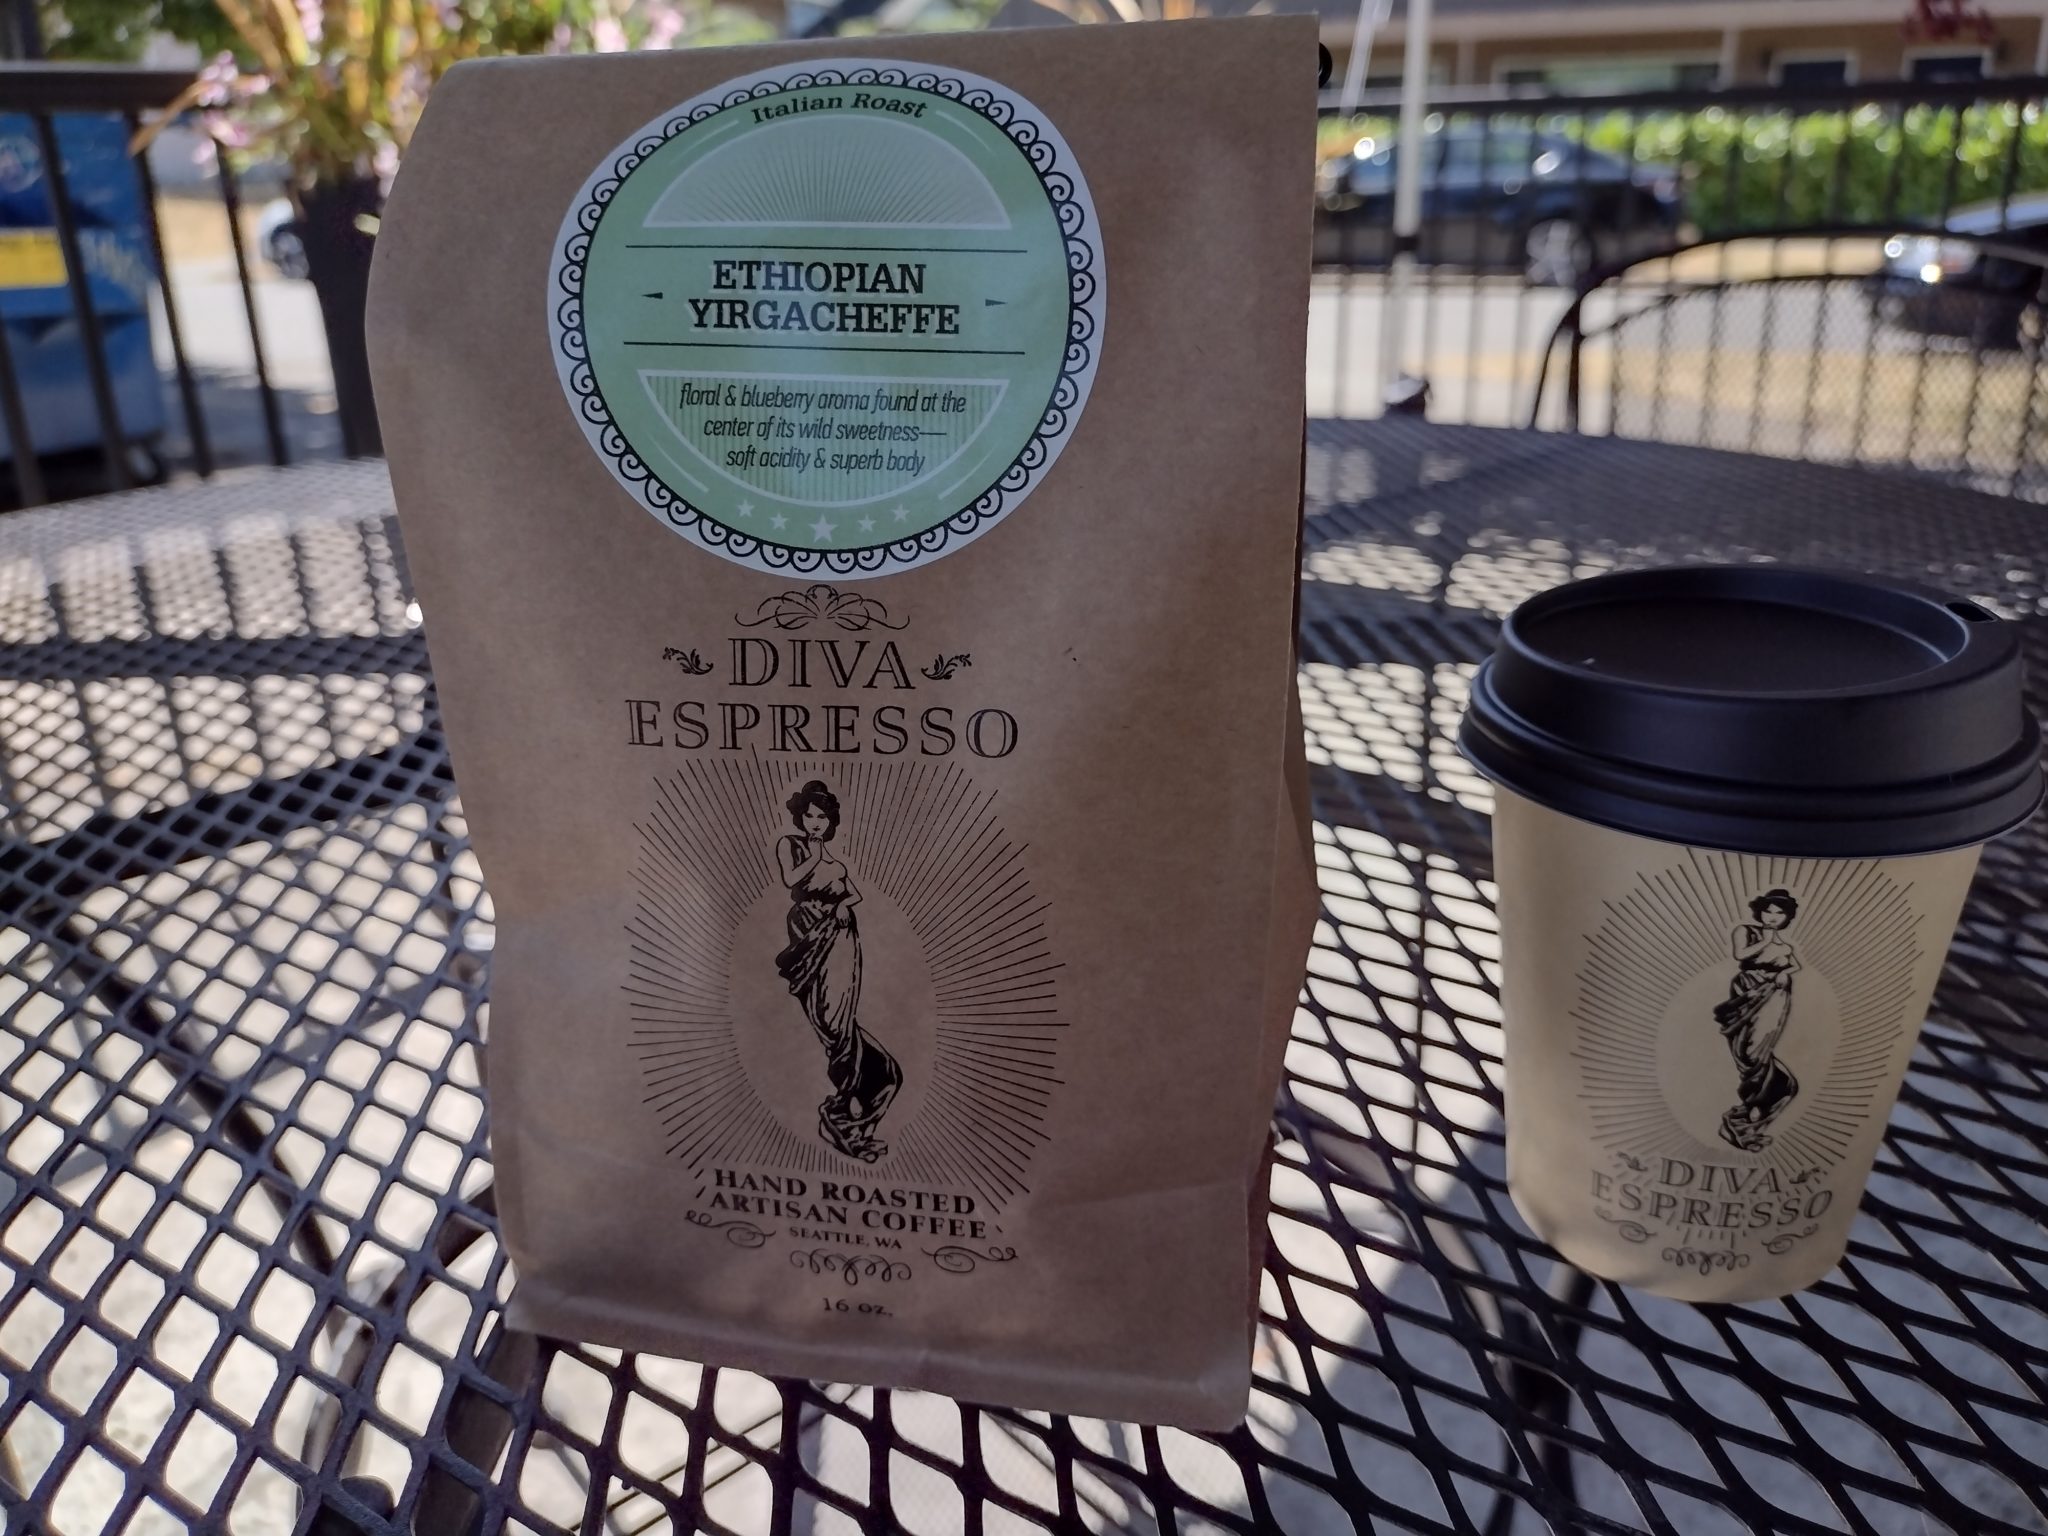 Italian Roast
ETHIOPIAN
YIRGACHEFFE
floral & blueberry aroma found at the
center of its wild sweetness—
soft acidity & superb body
DIVA
ESPRESSO
HAND ROASTED
ARTISAN COFFEE
SEATTLE, WA
16 oz.
DIVA
ESPRESSO